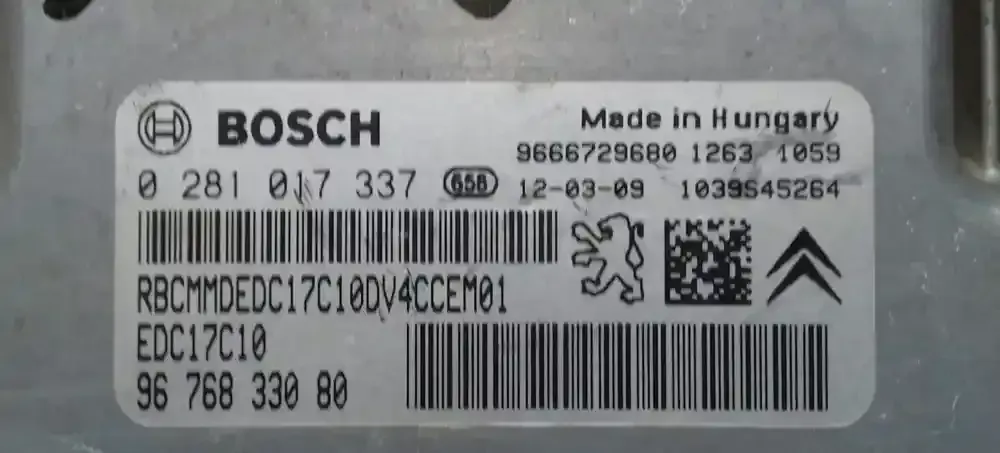 BOSCH
Made in Hungary
9666729680 1263 1059
0 281 017 337 658 12-03-09 1039S45264
RBCMMDEDC17C10DV4CCEM01
EDC17C10
96 768 330 80